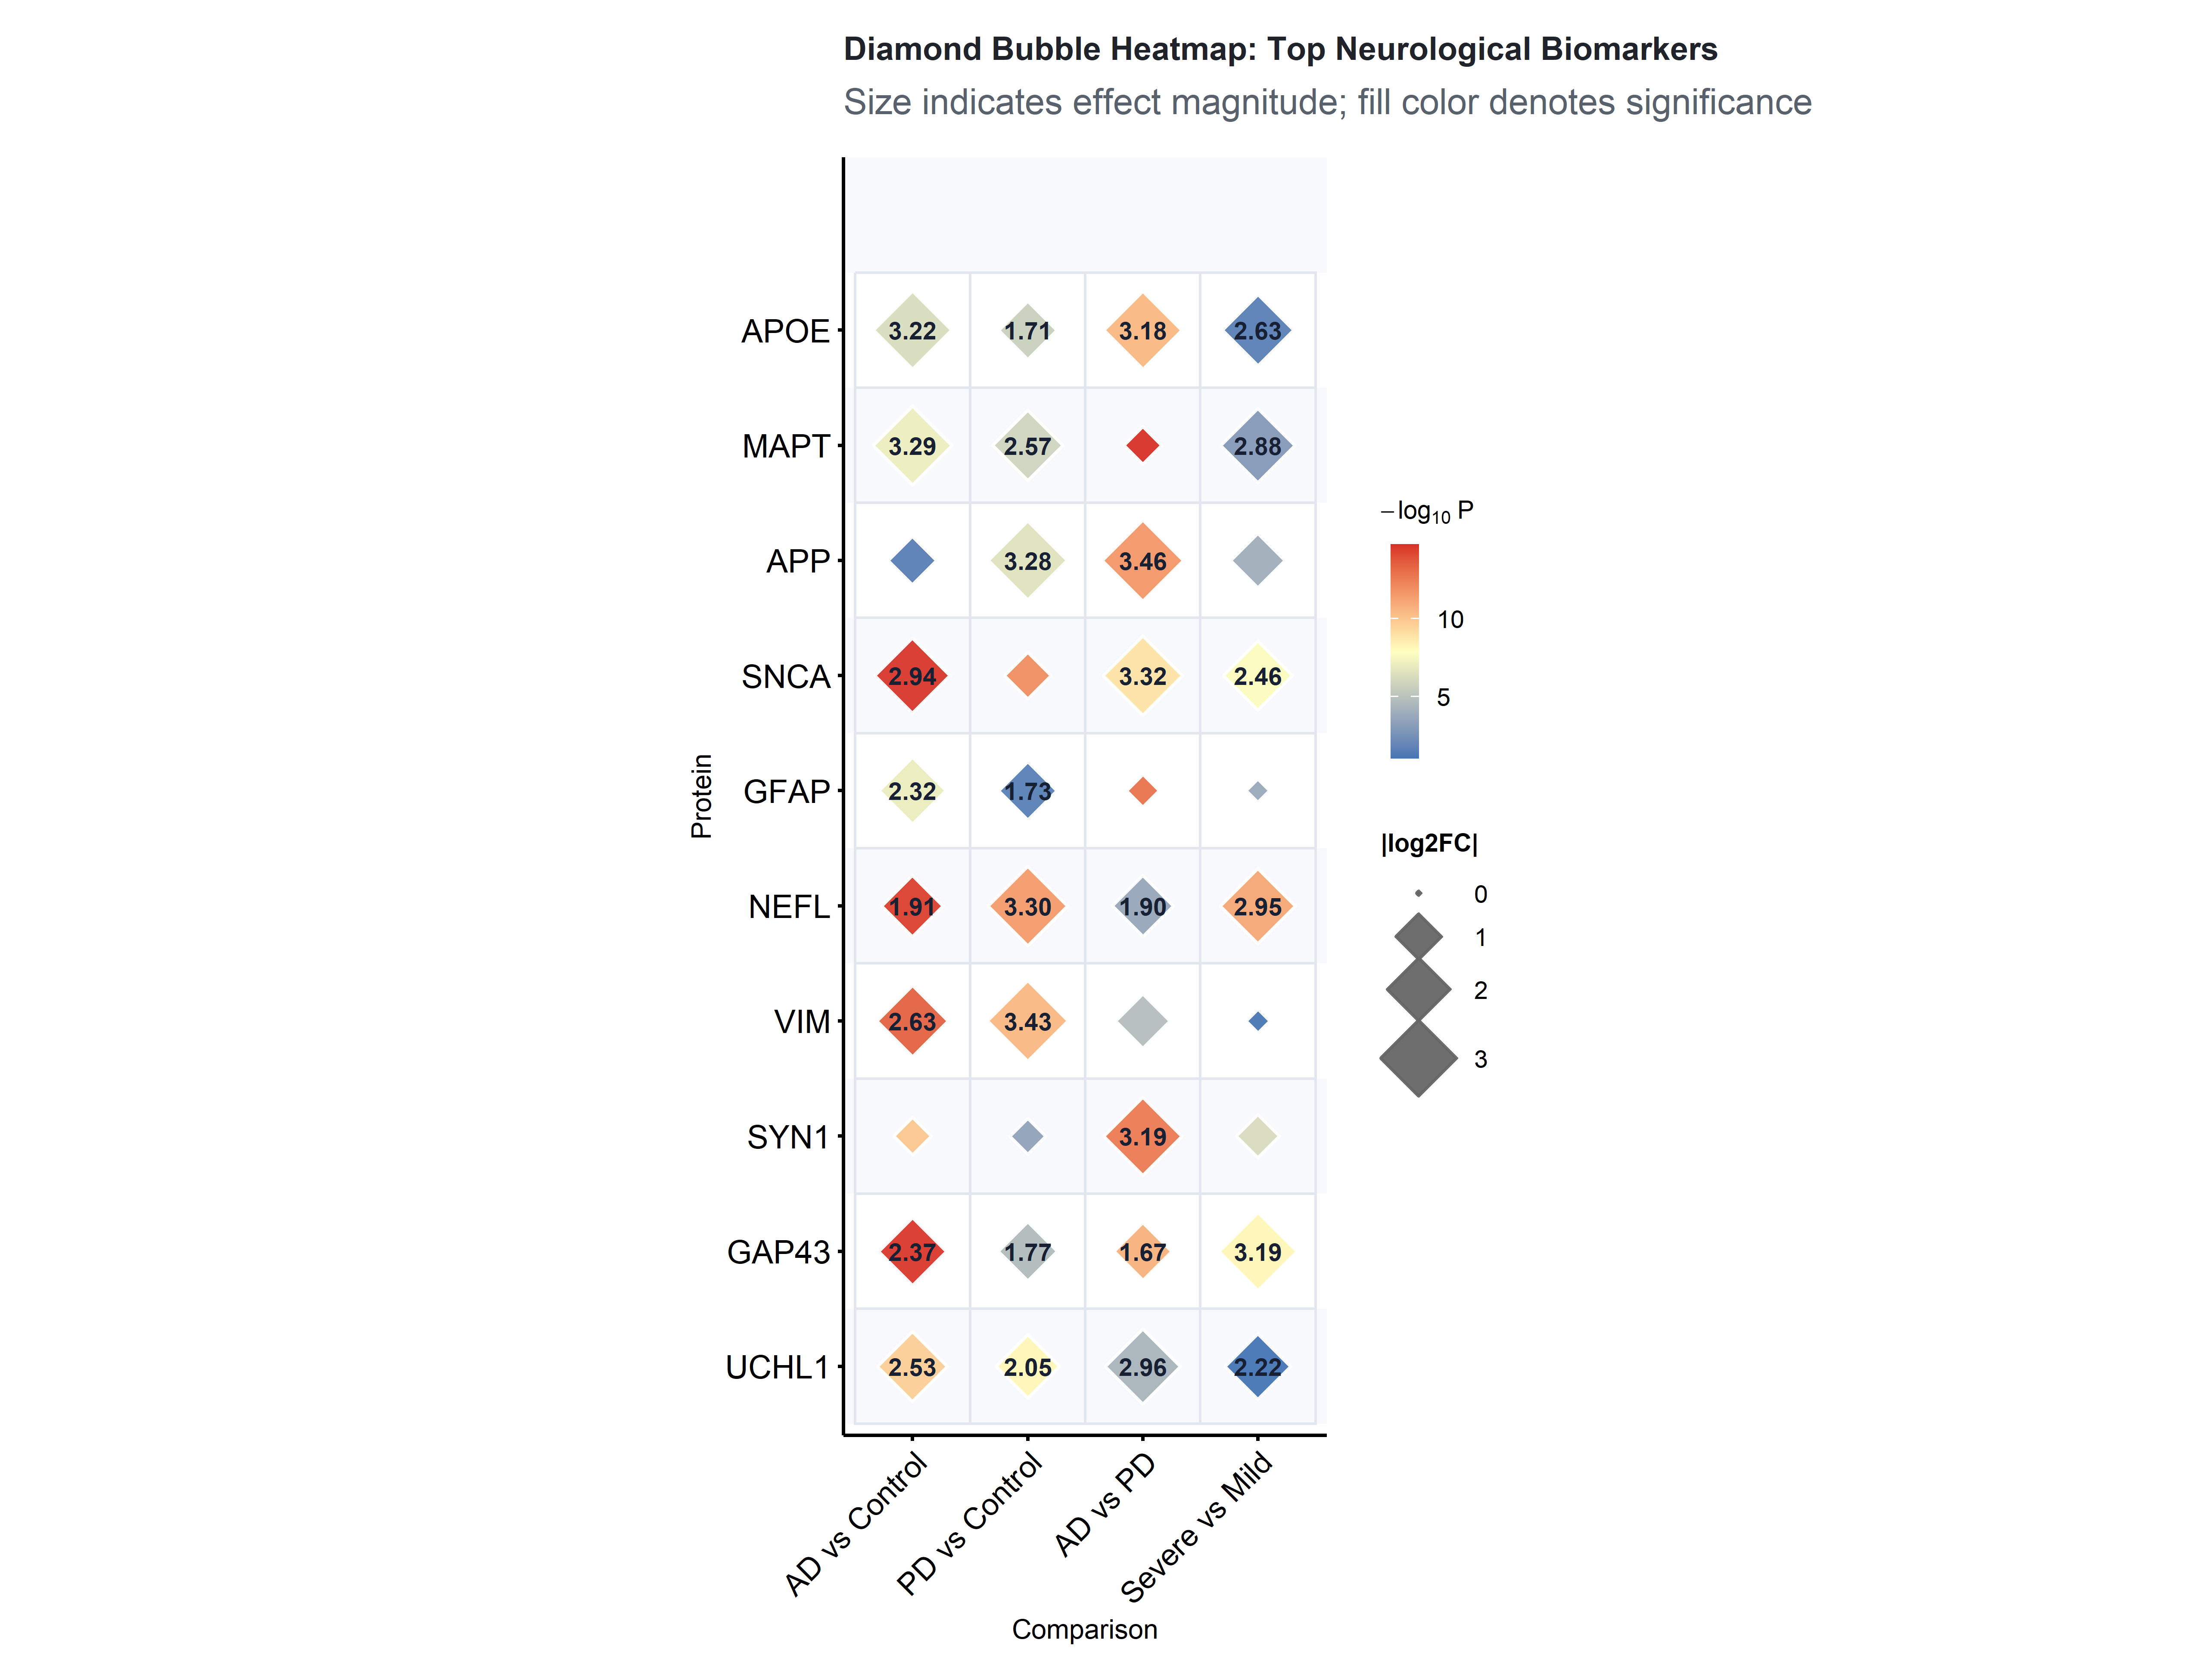 Diamond Bubble Heatmap: Top Neurological Biomarkers
Size indicates effect magnitude; fill color denotes significance
APOE 3.22 1.71 3.18 2.63
MAPT 3.29 2.57 2.88
APP 3.28 3.46
SNCA 2.94 3.32 2.46
GFAP 2.32 1.73
NEFL 1.91 3.30 1.90 2.95
VIM 2.63 3.43
SYN1 3.19
GAP43 2.37 1.77 1.67 3.19
UCHL1 2.53 2.05 2.96 2.22
Protein
AD vs Control
PD vs Control
AD vs PD
Severe vs Mild
Comparison
−log₁₀ P
10
5
|log2FC|
0
1
2
3